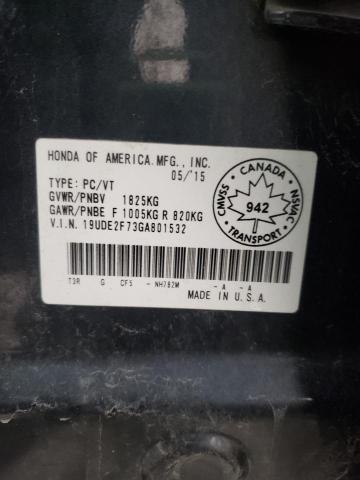 HONDA OF AMERICA MFG., INC.
05/'15
TYPE: PC/VT
GVWR/PNBV 1825KG
GAWR/PNBE F 1005KG R 820KG
V.I.N. 19UDE2F73GA801532
CANADA
CMVSS
NSVAC
942
TRANSPORT
T3R G CF5 - NH782M - A - A
MADE IN U.S.A.